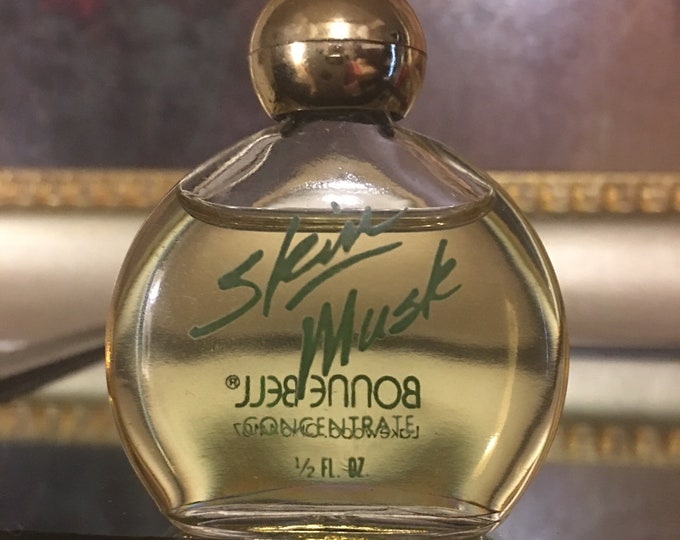 Skin
Musk
BONNE BELL®
CONCENTRATE
½ FL. OZ.